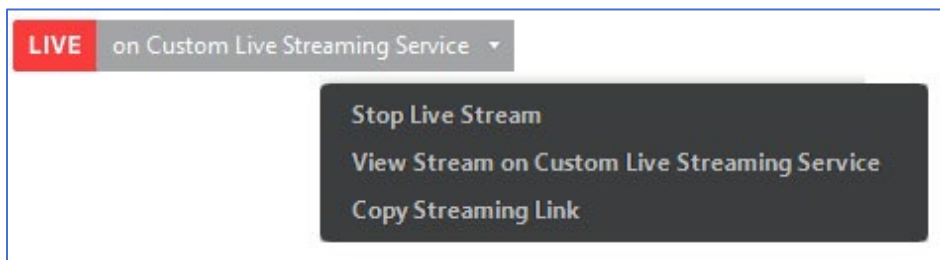 LIVE on Custom Live Streaming Service
Stop Live Stream
View Stream on Custom Live Streaming Service
Copy Streaming Link